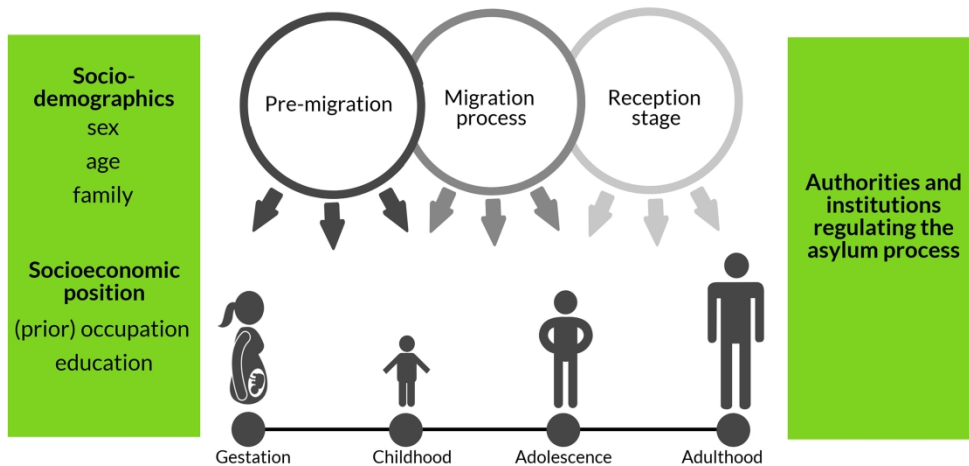 Socio-
demographics
sex
age
family
Socioeconomic
position
(prior) occupation
education
Pre-migration
Migration
process
Reception
stage
Authorities and
institutions
regulating the
asylum process
Gestation
Childhood
Adolescence
Adulthood